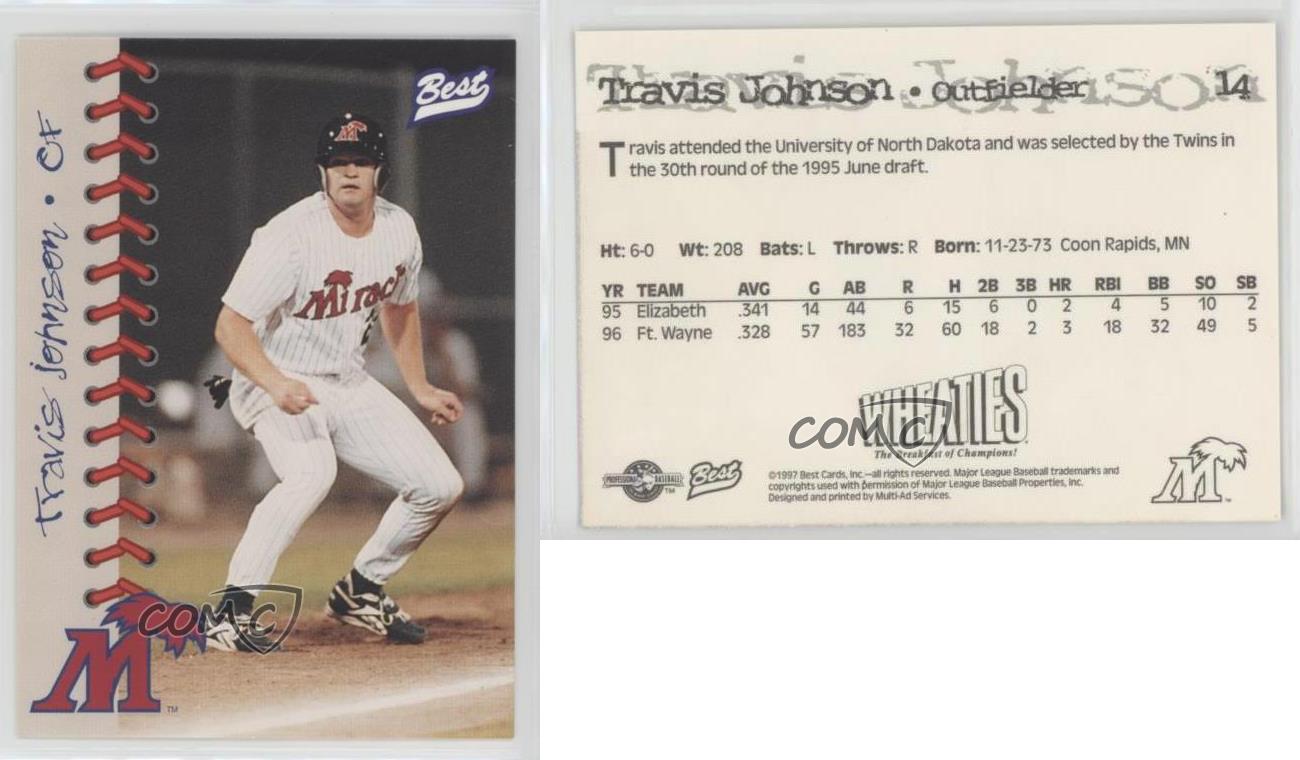 Travis Johnson • OF
Best
M
Miracl
M
TM
COMC
Travis Johnson • Outfielder 14
Travis attended the University of North Dakota and was selected by the Twins in
the 30th round of the 1995 June draft.
Ht: 6-0 Wt: 208 Bats: L Throws: R Born: 11-23-73 Coon Rapids, MN
YR TEAM AVG G AB R H 2B 3B HR RBI BB SO SB
95 Elizabeth .341 14 44 6 15 6 0 2 4 5 10 2
96 Ft. Wayne .328 57 183 32 60 18 2 3 18 32 49 5
WHEATIES
COMC
The Breakfast of Champions!
PROFESSIONAL BASEBALL TM
Best
©1997 Best Cards, Inc.—all rights reserved. Major League Baseball trademarks and
copyrights used with permission of Major League Baseball Properties, Inc.
Designed and printed by Multi-Ad Services.
M
TM